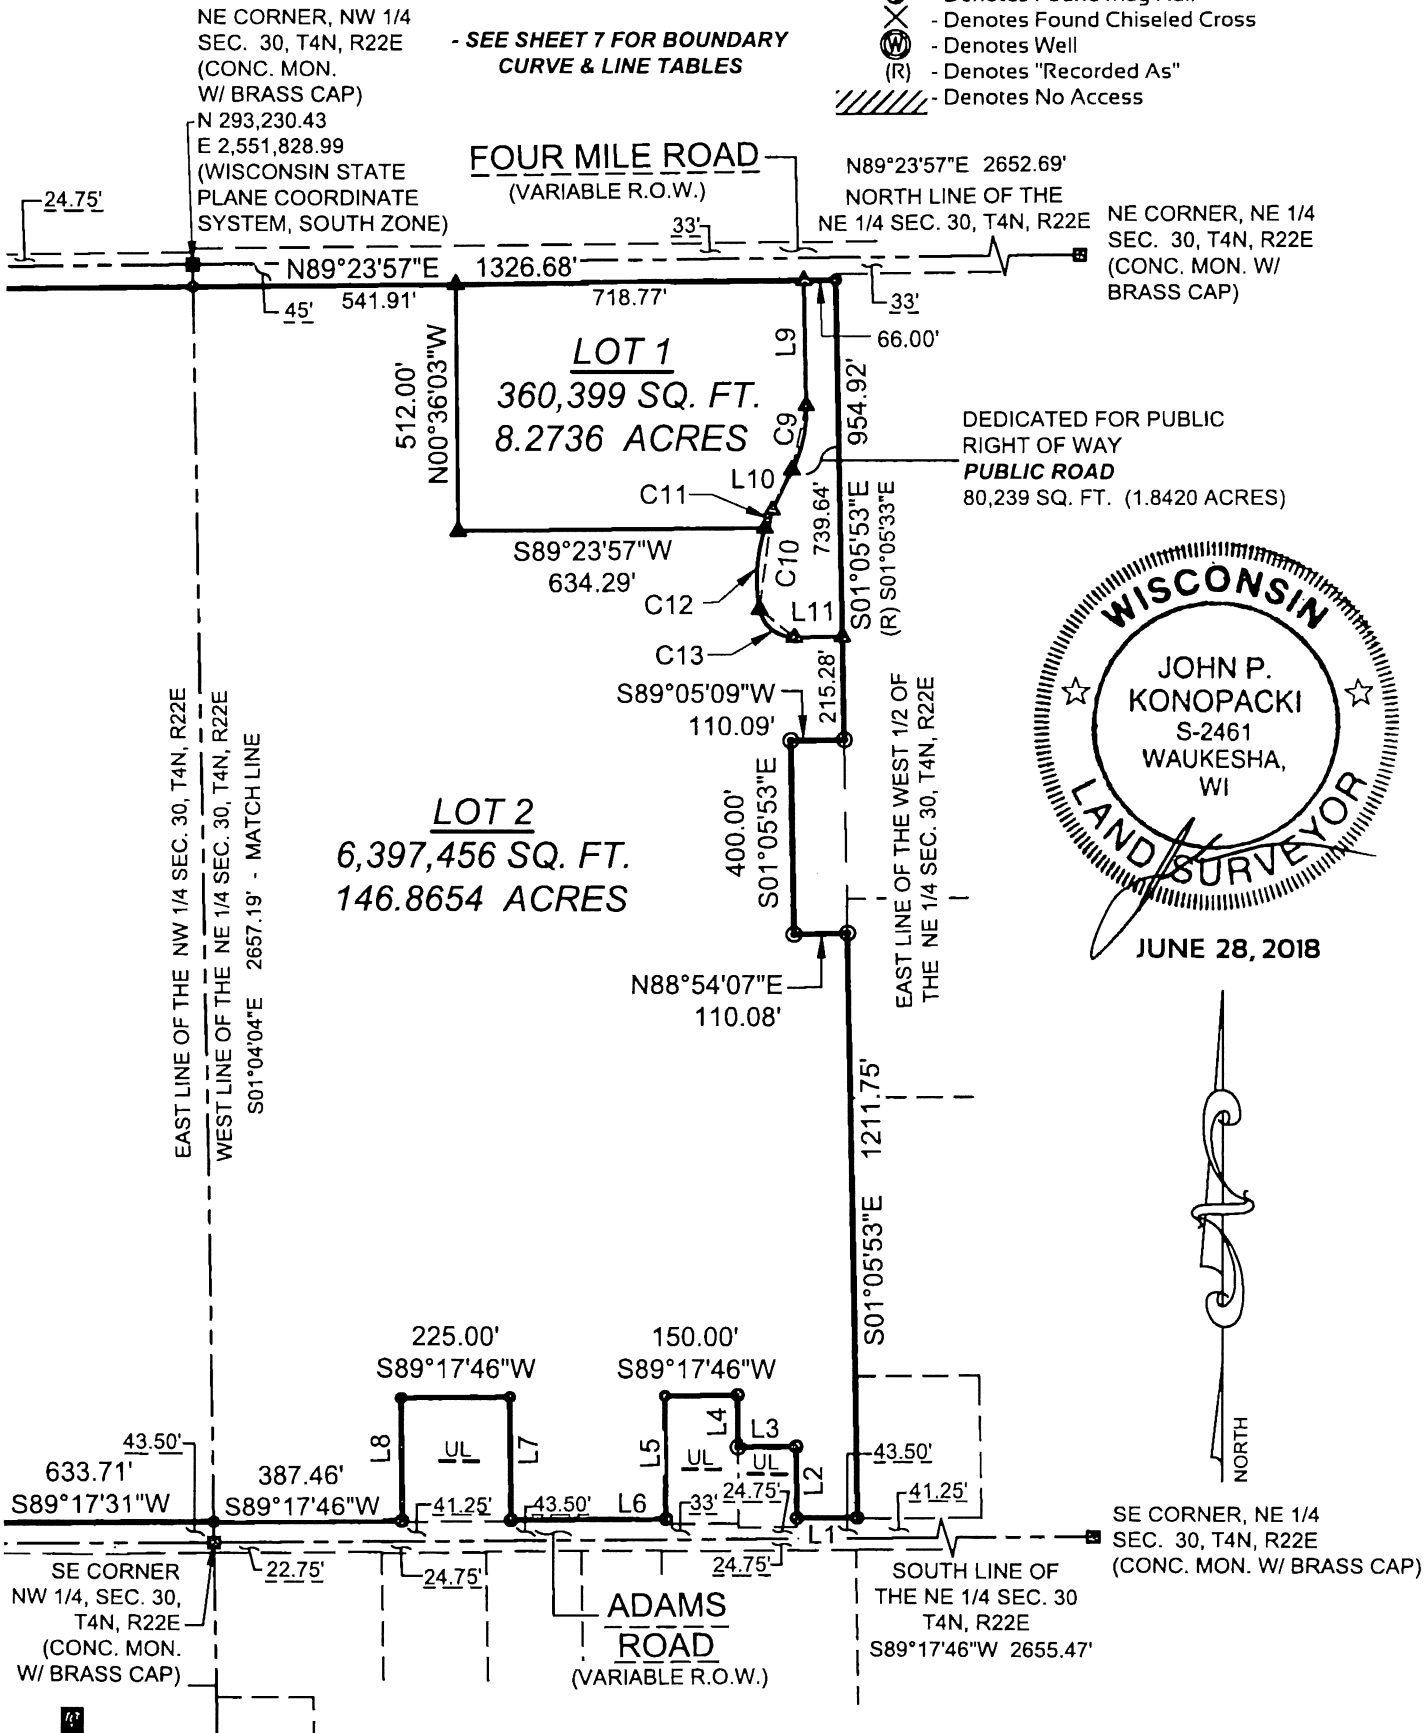 NE CORNER, NW 1/4
SEC. 30, T4N, R22E
(CONC. MON.
W/ BRASS CAP)
N 293,230.43
E 2,551,828.99
(WISCONSIN STATE
PLANE COORDINATE
SYSTEM, SOUTH ZONE)
- SEE SHEET 7 FOR BOUNDARY
CURVE & LINE TABLES
- Denotes Found Chiseled Cross
W - Denotes Well
(R) - Denotes "Recorded As"
- Denotes No Access
FOUR MILE ROAD
(VARIABLE R.O.W.)
N89°23'57"E 2652.69'
NORTH LINE OF THE
NE 1/4 SEC. 30, T4N, R22E
NE CORNER, NE 1/4
SEC. 30, T4N, R22E
(CONC. MON. W/
BRASS CAP)
24.75'
33'
N89°23'57"E 1326.68'
45'
541.91'
718.77'
33'
66.00'
LOT 1
360,399 SQ. FT.
8.2736 ACRES
512.00'
N00°36'03"W
L9
C9
L10
C11
954.92'
739.64'
S01°05'53"E
(R) S01°05'33"E
DEDICATED FOR PUBLIC
RIGHT OF WAY
PUBLIC ROAD
80,239 SQ. FT. (1.8420 ACRES)
S89°23'57"W
634.29'
C10
C12
L11
C13
215.28'
S89°05'09"W
110.09'
WISCONSIN
JOHN P.
KONOPACKI
S-2461
WAUKESHA,
WI
LAND SURVEYOR
JUNE 28, 2018
EAST LINE OF THE NW 1/4 SEC. 30, T4N, R22E
WEST LINE OF THE NE 1/4 SEC. 30, T4N, R22E
S01°04'04"E 2657.19' - MATCH LINE
LOT 2
6,397,456 SQ. FT.
146.8654 ACRES
400.00'
S01°05'53"E
EAST LINE OF THE WEST 1/2 OF
THE NE 1/4 SEC. 30, T4N, R22E
N88°54'07"E
110.08'
S01°05'53"E 1211.75'
NORTH
225.00'
S89°17'46"W
150.00'
S89°17'46"W
L8
UL
L7
L5
L4
L3
UL
UL
L2
43.50'
43.50'
633.71'
S89°17'31"W
387.46'
S89°17'46"W
41.25'
43.50'
L6
33'
24.75'
L1
41.25'
22.75'
24.75'
24.75'
SE CORNER, NE 1/4
SEC. 30, T4N, R22E
(CONC. MON. W/ BRASS CAP)
SE CORNER
NW 1/4, SEC. 30,
T4N, R22E
(CONC. MON.
W/ BRASS CAP)
ADAMS
ROAD
(VARIABLE R.O.W.)
SOUTH LINE OF
THE NE 1/4 SEC. 30
T4N, R22E
S89°17'46"W 2655.47'